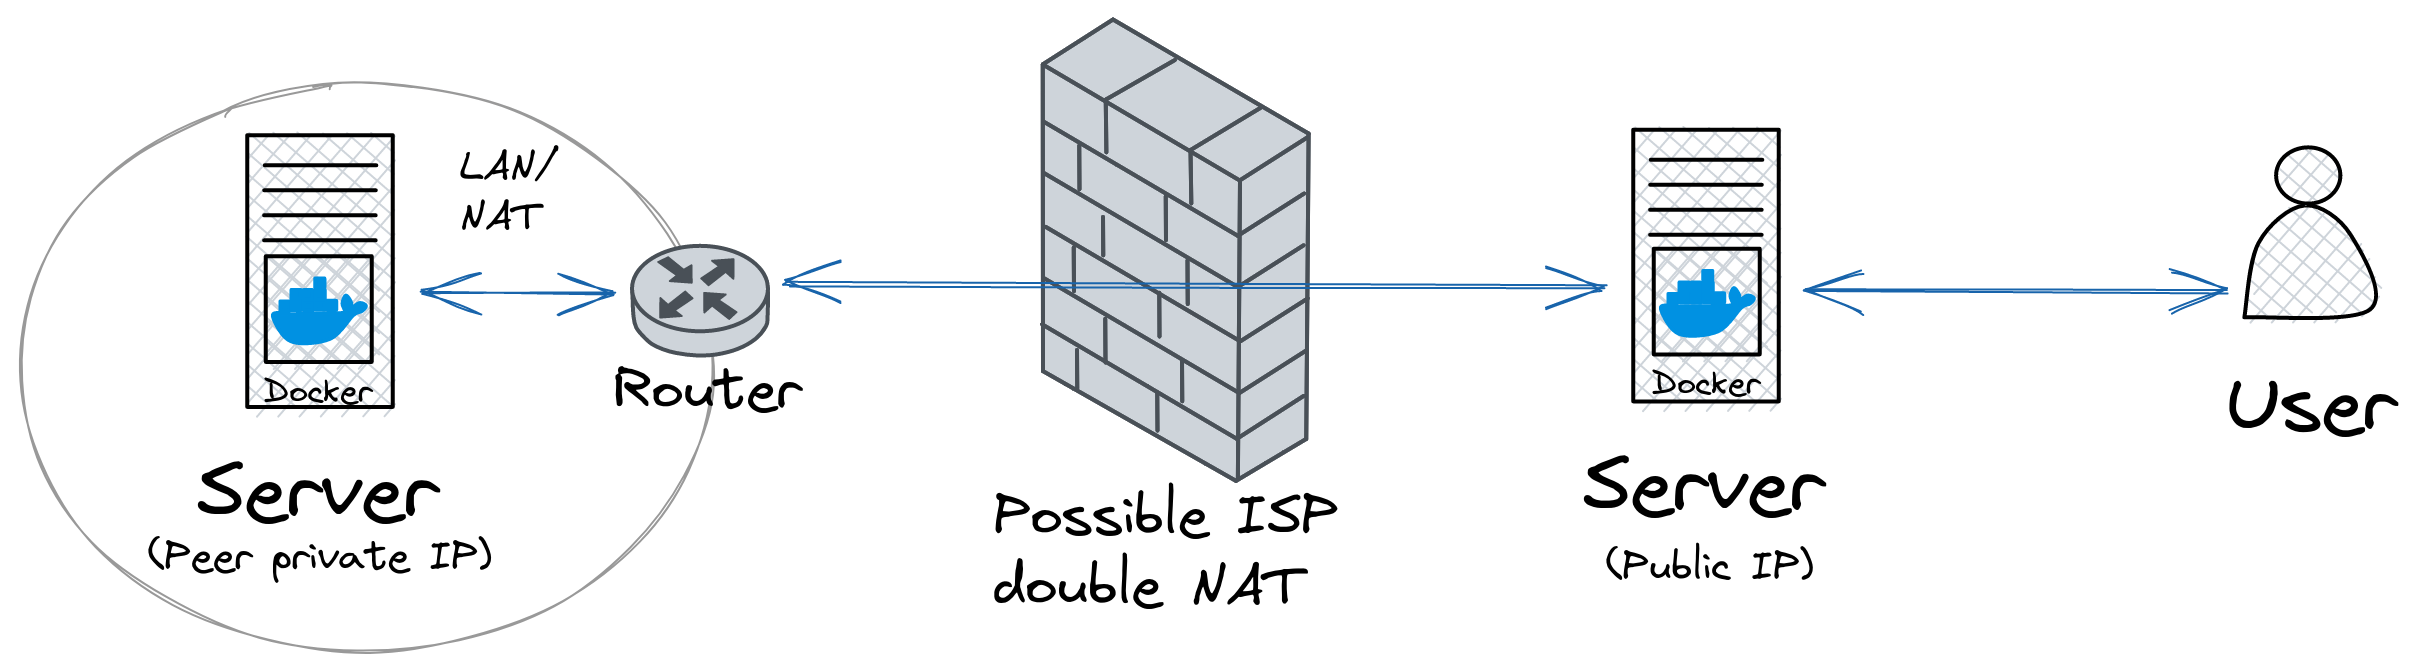 LAN/
NAT
Docker
Server
(Peer private IP)
Router
Possible ISP
double NAT
Docker
Server
(Public IP)
User